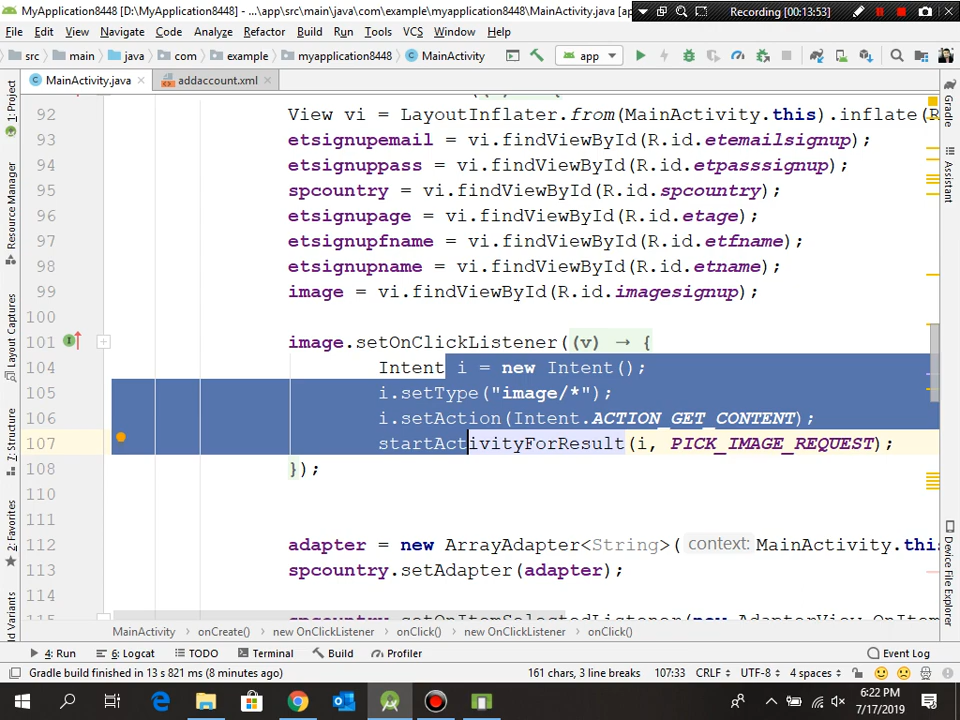 MyApplication8448 [D:\MyApplication8448] - ...\app\src\main\java\com\example\myapplication8448\MainActivity.java [ap
Recording [00:13:53]
File Edit View Navigate Code Analyze Refactor Build Run Tools VCS Window Help
src main java com example myapplication8448 MainActivity app
MainActivity.java addaccount.xml
92 View vi = LayoutInflater.from(MainActivity.this).inflate(R
93 etsignupemail = vi.findViewById(R.id.etemailsignup);
94 etsignuppass = vi.findViewById(R.id.etpasssignup);
95 spcountry = vi.findViewById(R.id.spcountry);
96 etsignupage = vi.findViewById(R.id.etage);
97 etsignupfname = vi.findViewById(R.id.etfname);
98 etsignupname = vi.findViewById(R.id.etname);
99 image = vi.findViewById(R.id.imagesignup);
100
101 image.setOnClickListener((v) → {
104 Intent i = new Intent();
105 i.setType("image/*");
106 i.setAction(Intent.ACTION_GET_CONTENT);
107 startActivityForResult(i, PICK_IMAGE_REQUEST);
108 });
110
111
112 adapter = new ArrayAdapter<String>( context: MainActivity.this
113 spcountry.setAdapter(adapter);
114
115 spcountry.setOnItemSelectedListener(new AdapterView.OnItem
1: Project
Resource Manager
Layout Captures
7: Structure
2: Favorites
d Variants
Gradle
Assistant
Device File Explorer
MainActivity onCreate() new OnClickListener onClick() new OnClickListener onClick()
4: Run 6: Logcat TODO Terminal Build Profiler Event Log
Gradle build finished in 13 s 821 ms (8 minutes ago) 161 chars, 3 line breaks 107:33 CRLF UTF-8 4 spaces
6:22 PM
7/17/2019